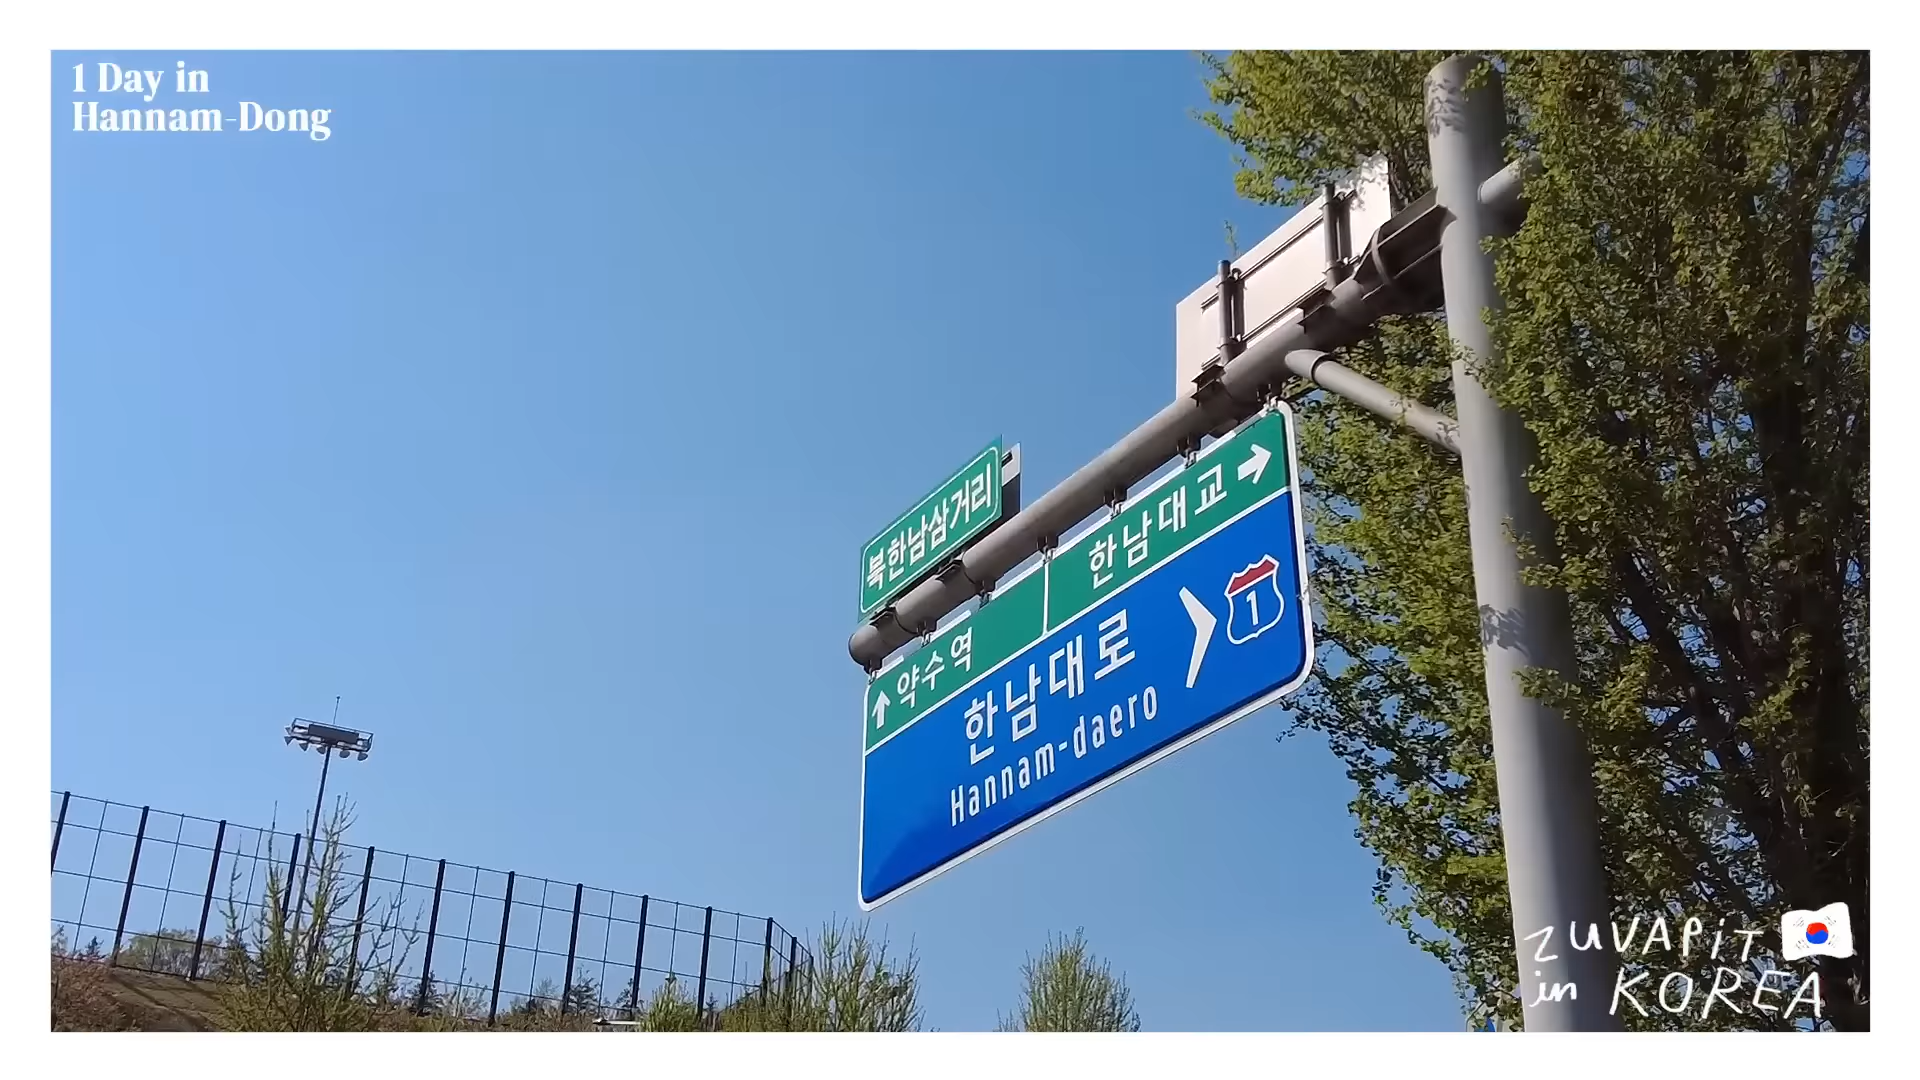 1 Day in
Hannam-Dong
북한남삼거리
↑ 약수역
한남대교 →
한남대로
Hannam-daero
1
ZUVAPiT
in KOREA